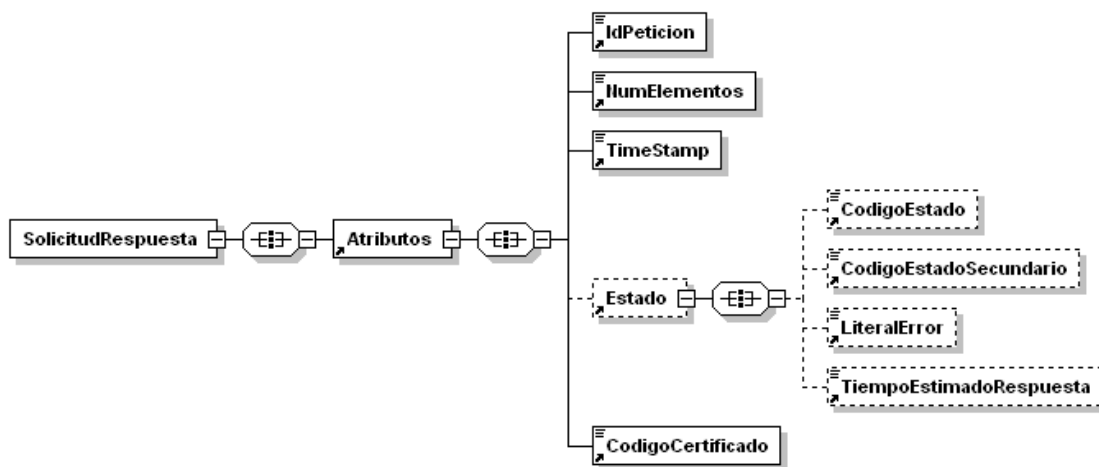 IdPeticion
NumElementos
TimeStamp
SolicitudRespuesta
Atributos
Estado
CodigoEstado
CodigoEstadoSecundario
LiteralError
TiempoEstimadoRespuesta
CodigoCertificado